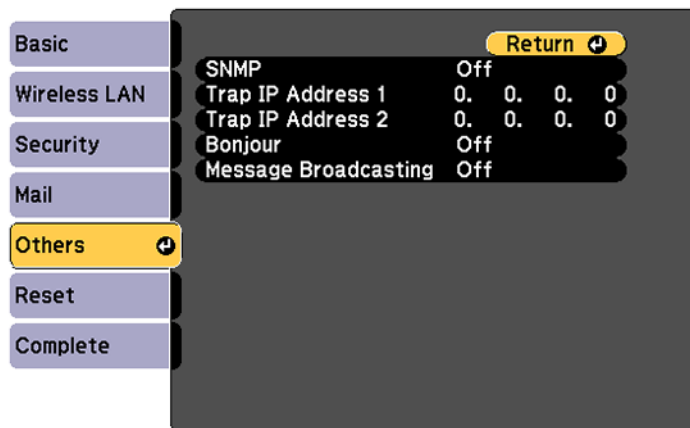 Basic
Wireless LAN
Security
Mail
Others
Reset
Complete
Return
SNMP Off
Trap IP Address 1 0. 0. 0. 0
Trap IP Address 2 0. 0. 0. 0
Bonjour Off
Message Broadcasting Off